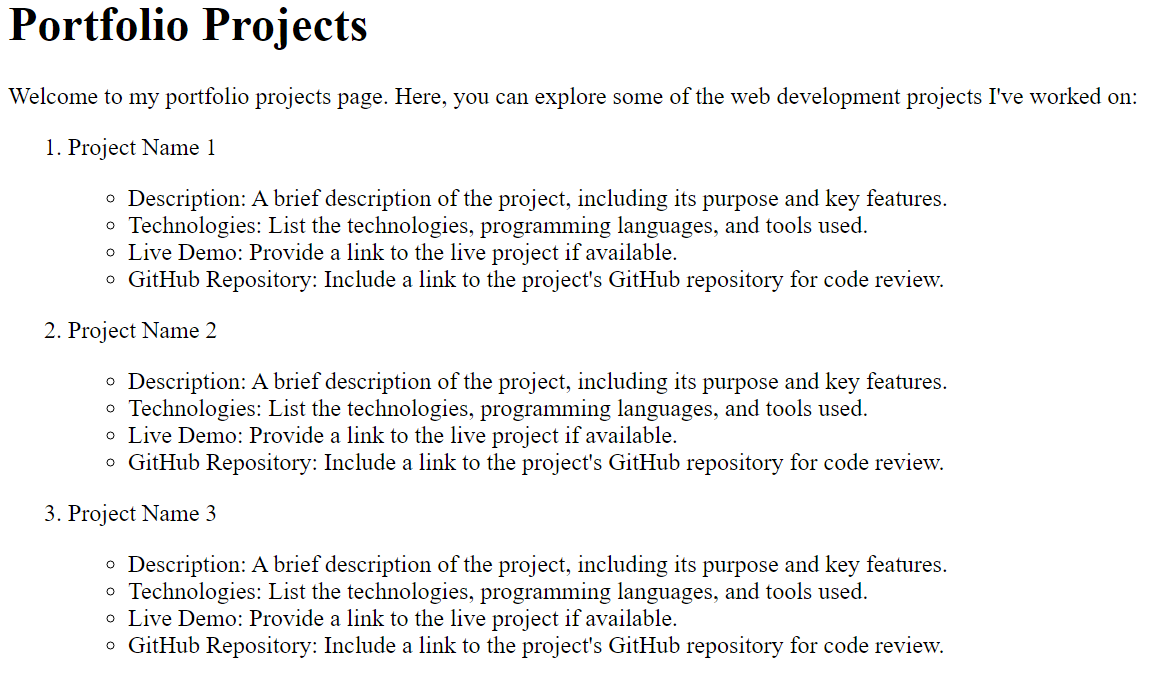 Portfolio Projects
Welcome to my portfolio projects page. Here, you can explore some of the web development projects I've worked on:
1. Project Name 1
Description: A brief description of the project, including its purpose and key features.
Technologies: List the technologies, programming languages, and tools used.
Live Demo: Provide a link to the live project if available.
GitHub Repository: Include a link to the project's GitHub repository for code review.
2. Project Name 2
Description: A brief description of the project, including its purpose and key features.
Technologies: List the technologies, programming languages, and tools used.
Live Demo: Provide a link to the live project if available.
GitHub Repository: Include a link to the project's GitHub repository for code review.
3. Project Name 3
Description: A brief description of the project, including its purpose and key features.
Technologies: List the technologies, programming languages, and tools used.
Live Demo: Provide a link to the live project if available.
GitHub Repository: Include a link to the project's GitHub repository for code review.